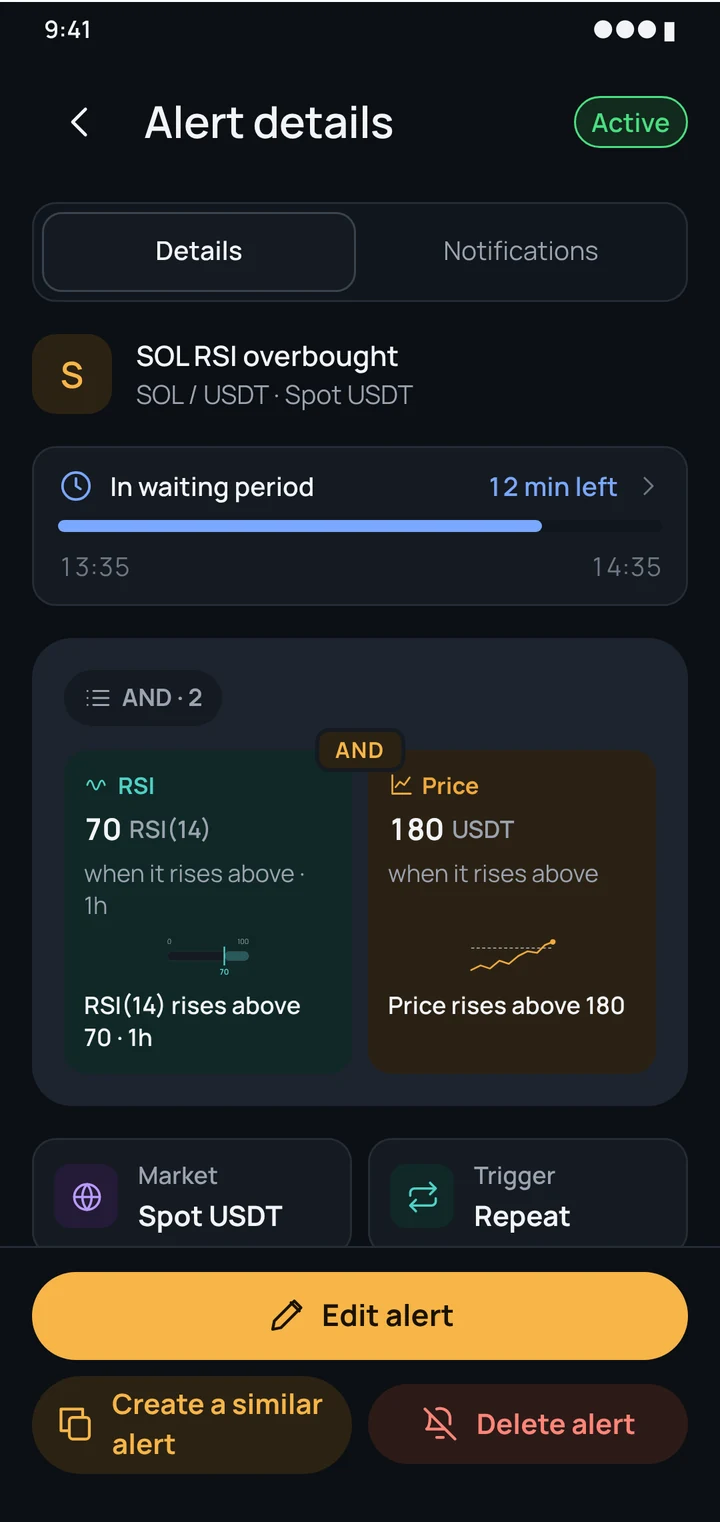 9:41
Alert details
Active
Details
Notifications
S
SOL RSI overbought
SOL / USDT · Spot USDT
In waiting period
12 min left
13:35
14:35
AND · 2
AND
RSI
70 RSI(14)
when it rises above ·
1h
0
100
70
RSI(14) rises above
70 · 1h
Price
180 USDT
when it rises above
Price rises above 180
Market
Spot USDT
Trigger
Repeat
Edit alert
Create a similar
alert
Delete alert